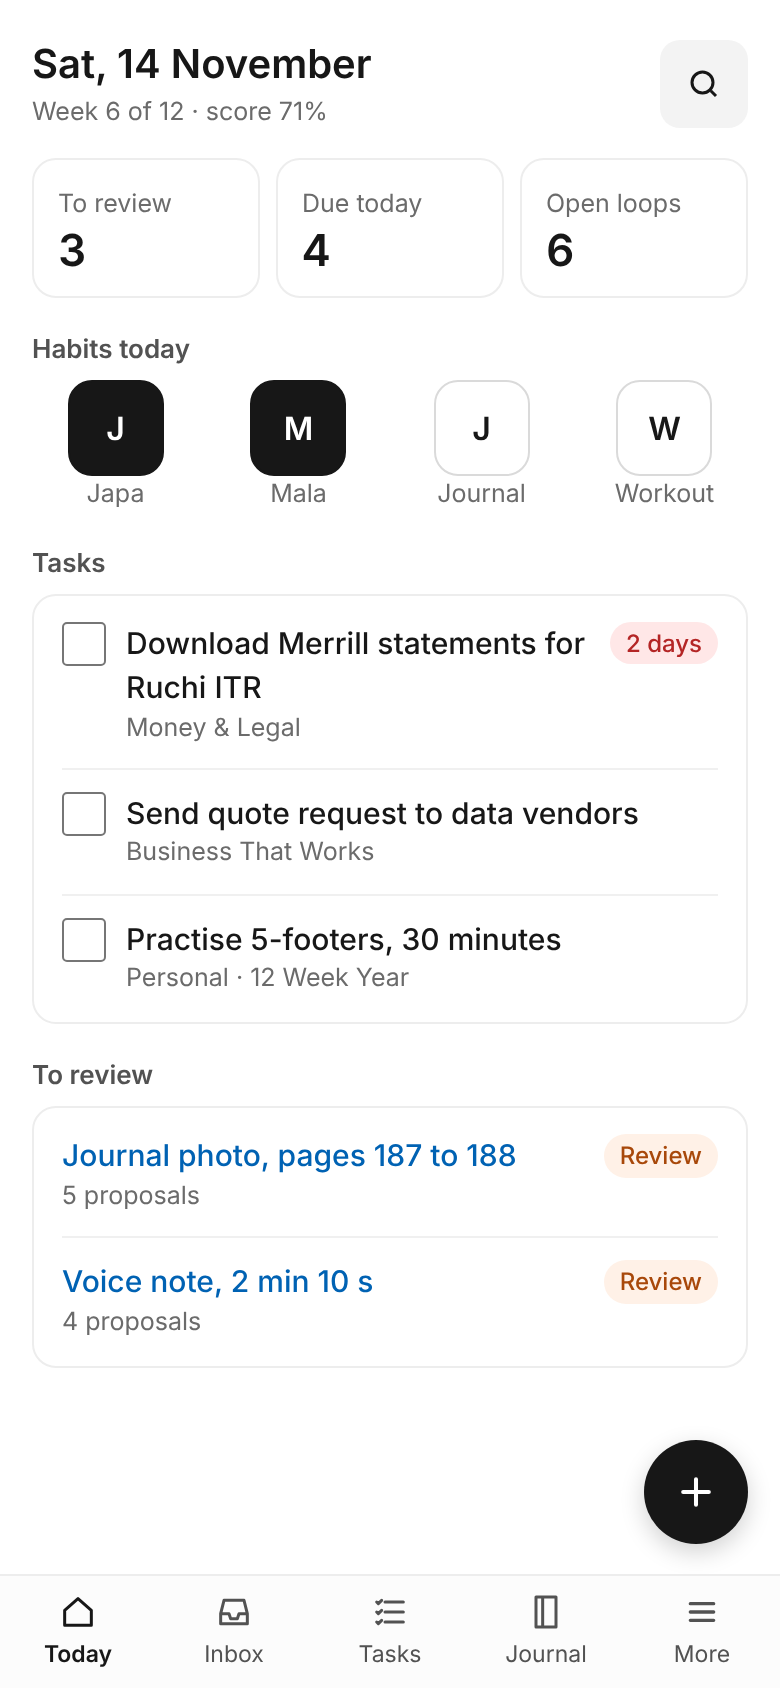 Sat, 14 November
Week 6 of 12 · score 71%
To review
3
Due today
4
Open loops
6
Habits today
J
Japa
M
Mala
J
Journal
W
Workout
Tasks
Download Merrill statements for
Ruchi ITR
2 days
Money & Legal
Send quote request to data vendors
Business That Works
Practise 5-footers, 30 minutes
Personal · 12 Week Year
To review
Journal photo, pages 187 to 188
Review
5 proposals
Voice note, 2 min 10 s
Review
4 proposals
Today
Inbox
Tasks
Journal
More